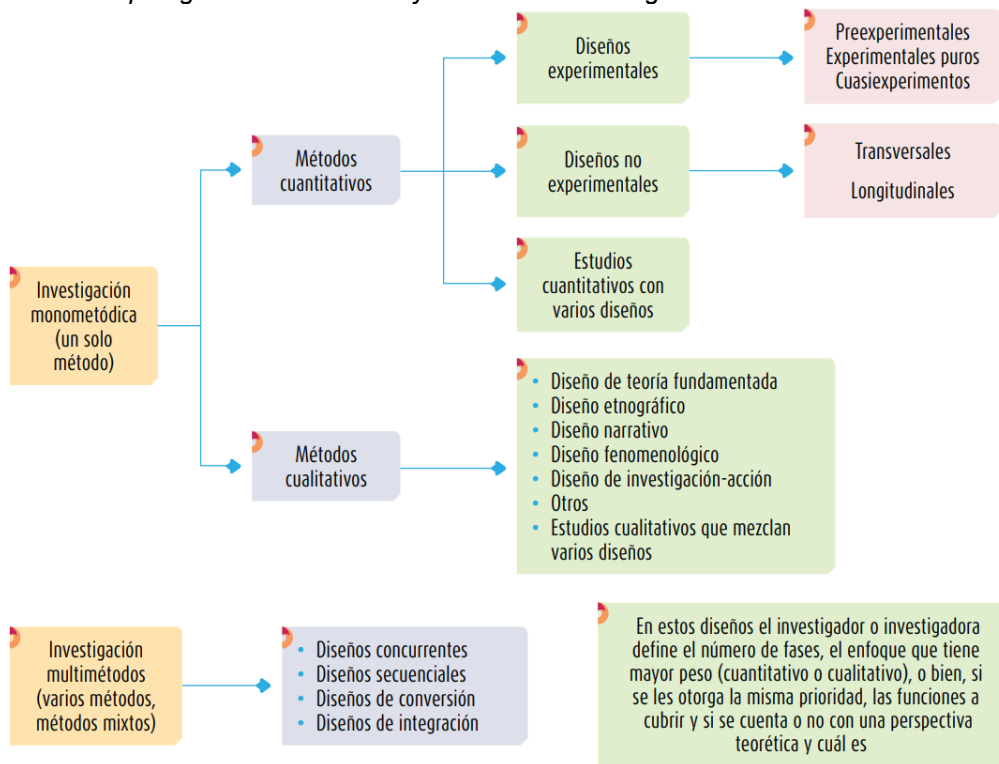 Diseños
experimentales
Preexperimentales
Experimentales puros
Cuasiexperimentos
Métodos
cuantitativos
Diseños no
experimentales
Transversales
Longitudinales
Estudios
cuantitativos con
varios diseños
Investigación
monometódica
(un solo
método)
Métodos
cualitativos
• Diseño de teoría fundamentada
• Diseño etnográfico
• Diseño narrativo
• Diseño fenomenológico
• Diseño de investigación-acción
• Otros
• Estudios cualitativos que mezclan
varios diseños
Investigación
multimétodos
(varios métodos,
métodos mixtos)
• Diseños concurrentes
• Diseños secuenciales
• Diseños de conversión
• Diseños de integración
En estos diseños el investigador o investigadora
define el número de fases, el enfoque que tiene
mayor peso (cuantitativo o cualitativo), o bien, si
se les otorga la misma prioridad, las funciones a
cubrir y si se cuenta o no con una perspectiva
teorética y cuál es